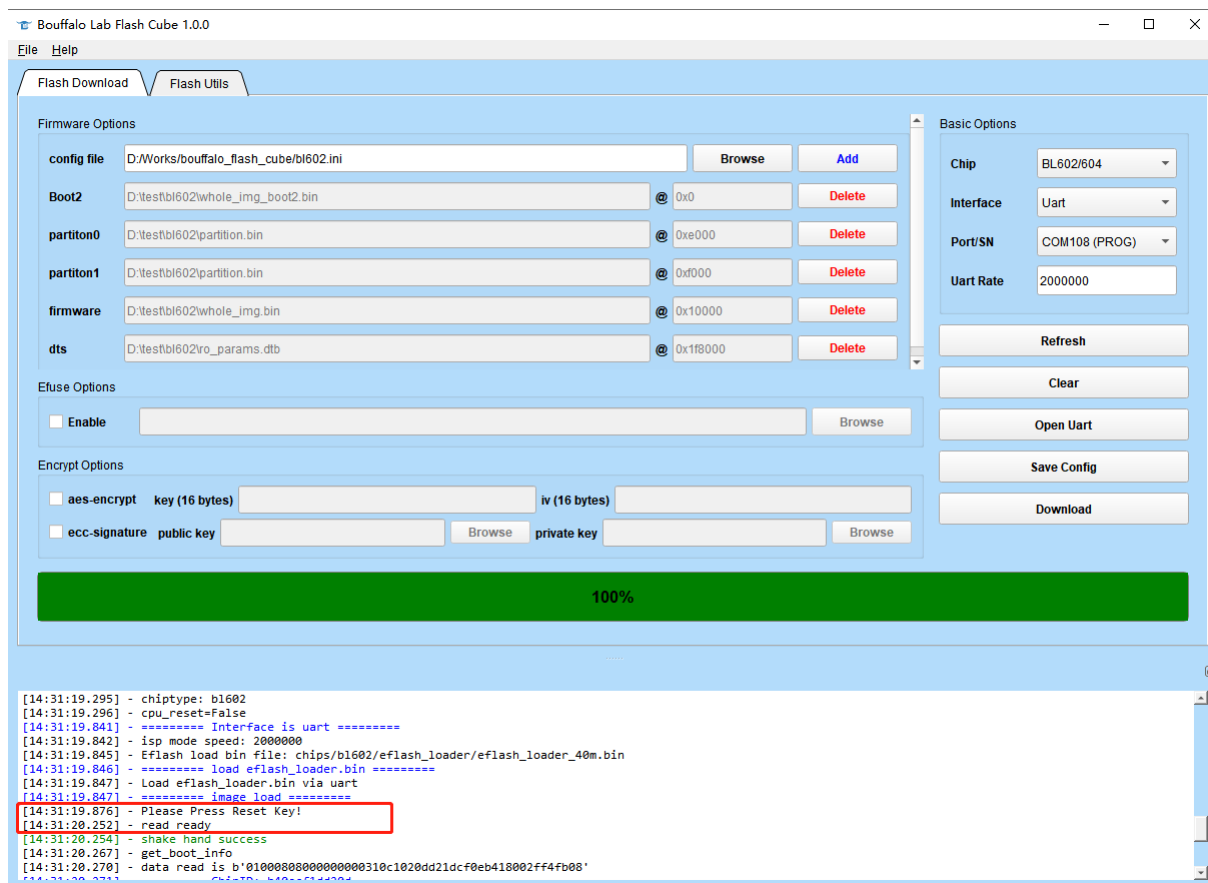 Bouffalo Lab Flash Cube 1.0.0
File Help
Flash Download Flash Utils
Firmware Options
config file D:/Works/bouffalo_flash_cube/bl602.ini Browse Add
Boot2 D:\test\bl602\whole_img_boot2.bin @ 0x0 Delete
partiton0 D:\test\bl602\partition.bin @ 0xe000 Delete
partiton1 D:\test\bl602\partition.bin @ 0xf000 Delete
firmware D:\test\bl602\whole_img.bin @ 0x10000 Delete
dts D:\test\bl602\ro_params.dtb @ 0x1f8000 Delete
Efuse Options
Enable Browse
Encrypt Options
aes-encrypt key (16 bytes) iv (16 bytes)
ecc-signature public key Browse private key Browse
Basic Options
Chip BL602/604
Interface Uart
Port/SN COM108 (PROG)
Uart Rate 2000000
Refresh
Clear
Open Uart
Save Config
Download
100%
[14:31:19.295] - chiptype: bl602
[14:31:19.296] - cpu_reset=False
[14:31:19.841] - ========= Interface is uart =========
[14:31:19.842] - isp mode speed: 2000000
[14:31:19.845] - Eflash load bin file: chips/bl602/eflash_loader/eflash_loader_40m.bin
[14:31:19.846] - ========= load eflash_loader.bin =========
[14:31:19.847] - Load eflash_loader.bin via uart
[14:31:19.847] - ========= image load =========
[14:31:19.876] - Please Press Reset Key!
[14:31:20.252] - read ready
[14:31:20.254] - shake hand success
[14:31:20.267] - get_boot_info
[14:31:20.270] - data read is b'01000808000000000310c1020dd21dcf0eb418002ff4fb08'